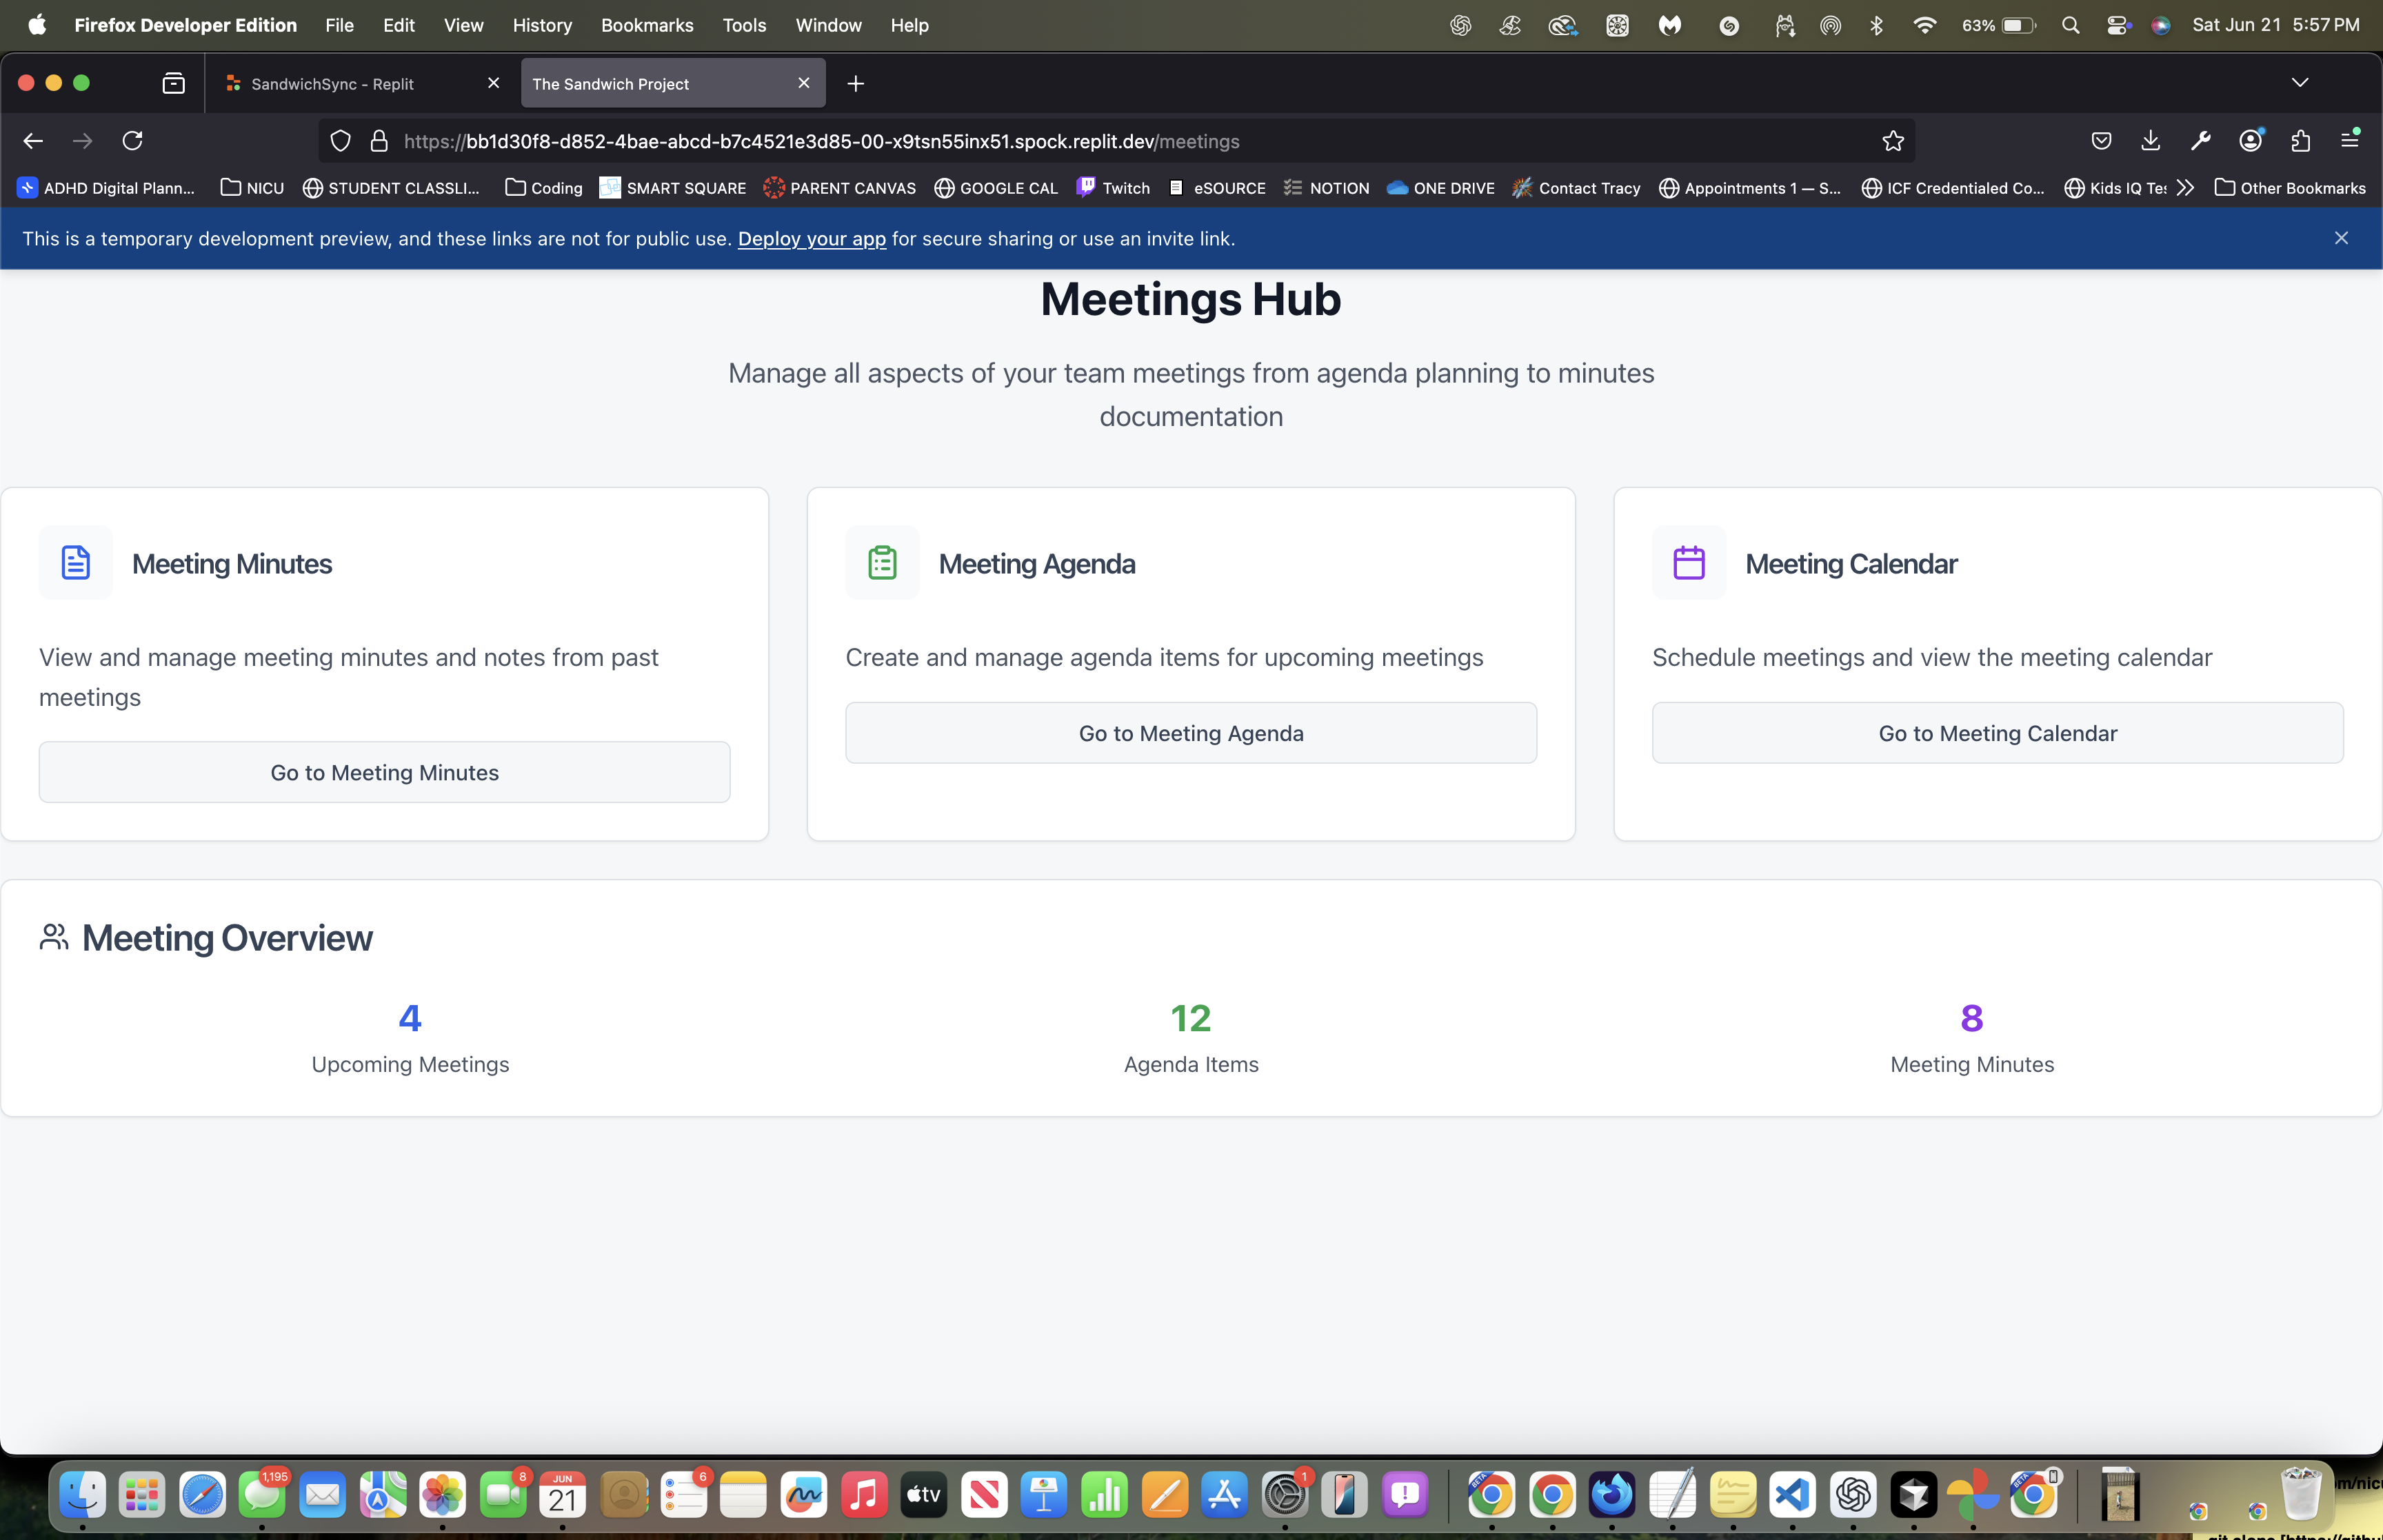 Firefox Developer Edition File Edit View History Bookmarks Tools Window Help 63% Sat Jun 21 5:57 PM
SandwichSync - Replit The Sandwich Project
https://bb1d30f8-d852-4bae-abcd-b7c4521e3d85-00-x9tsn55inx51.spock.replit.dev/meetings
ADHD Digital Plann... NICU STUDENT CLASSLI... Coding SMART SQUARE PARENT CANVAS GOOGLE CAL Twitch eSOURCE NOTION ONE DRIVE Contact Tracy Appointments 1 — S... ICF Credentialed Co... Kids IQ Tes Other Bookmarks
This is a temporary development preview, and these links are not for public use. Deploy your app for secure sharing or use an invite link.
Meetings Hub
Manage all aspects of your team meetings from agenda planning to minutes
documentation
Meeting Minutes
View and manage meeting minutes and notes from past
meetings
Go to Meeting Minutes
Meeting Agenda
Create and manage agenda items for upcoming meetings
Go to Meeting Agenda
Meeting Calendar
Schedule meetings and view the meeting calendar
Go to Meeting Calendar
Meeting Overview
4
Upcoming Meetings
12
Agenda Items
8
Meeting Minutes
1,195 8 JUN 21 6 tv 1 BETA BETA